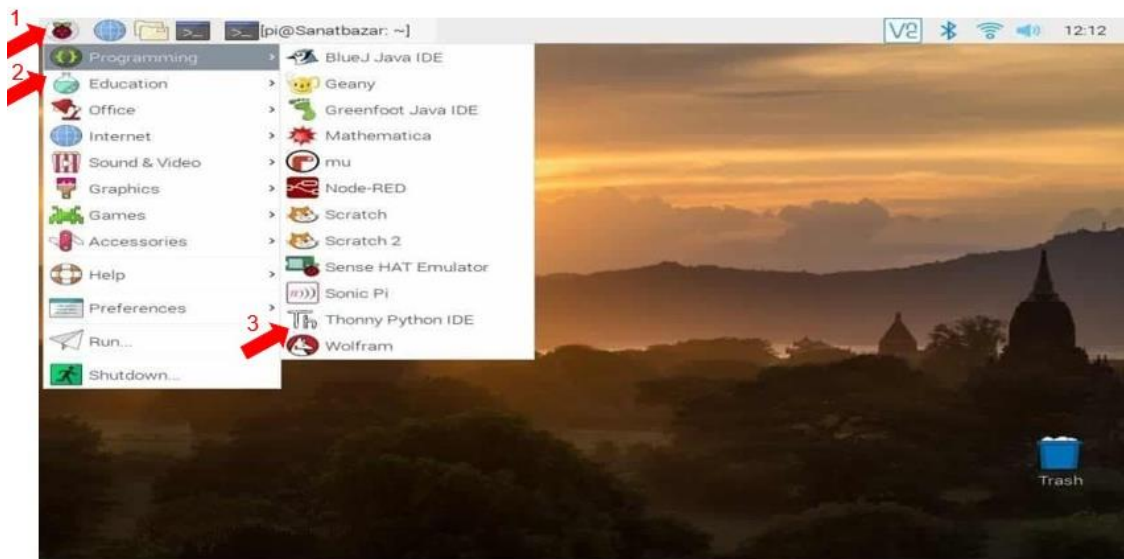 1
[pi@Sanatbazar: ~]
V2
12:12
2
Programming
Education
Office
Internet
Sound & Video
Graphics
Games
Accessories
Help
Preferences
Run...
Shutdown...
BlueJ Java IDE
Geany
Greenfoot Java IDE
Mathematica
mu
Node-RED
Scratch
Scratch 2
Sense HAT Emulator
Sonic Pi
3
Th
Thonny Python IDE
Wolfram
Trash